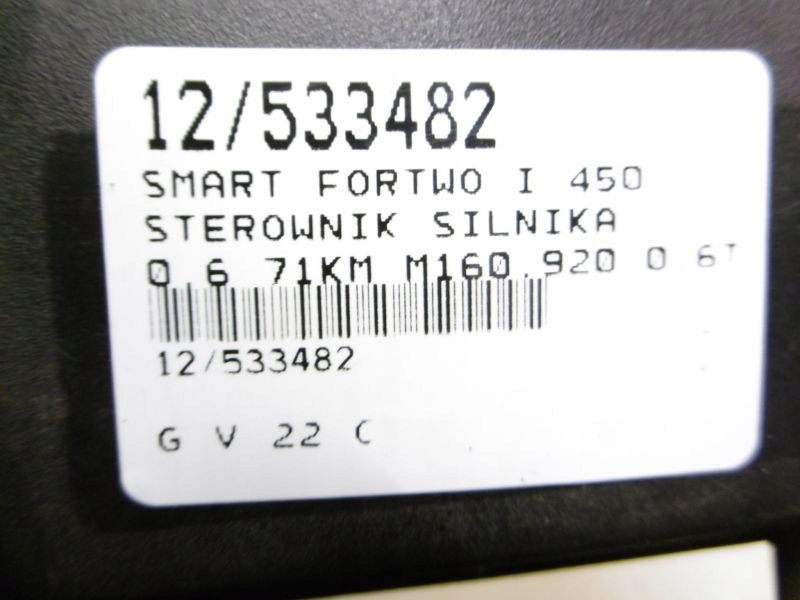 12/533482
SMART FORTWO I 450
STEROWNIK SILNIKA
0.6 71KM M160.920 0.6T
12/533482
G V 22 C